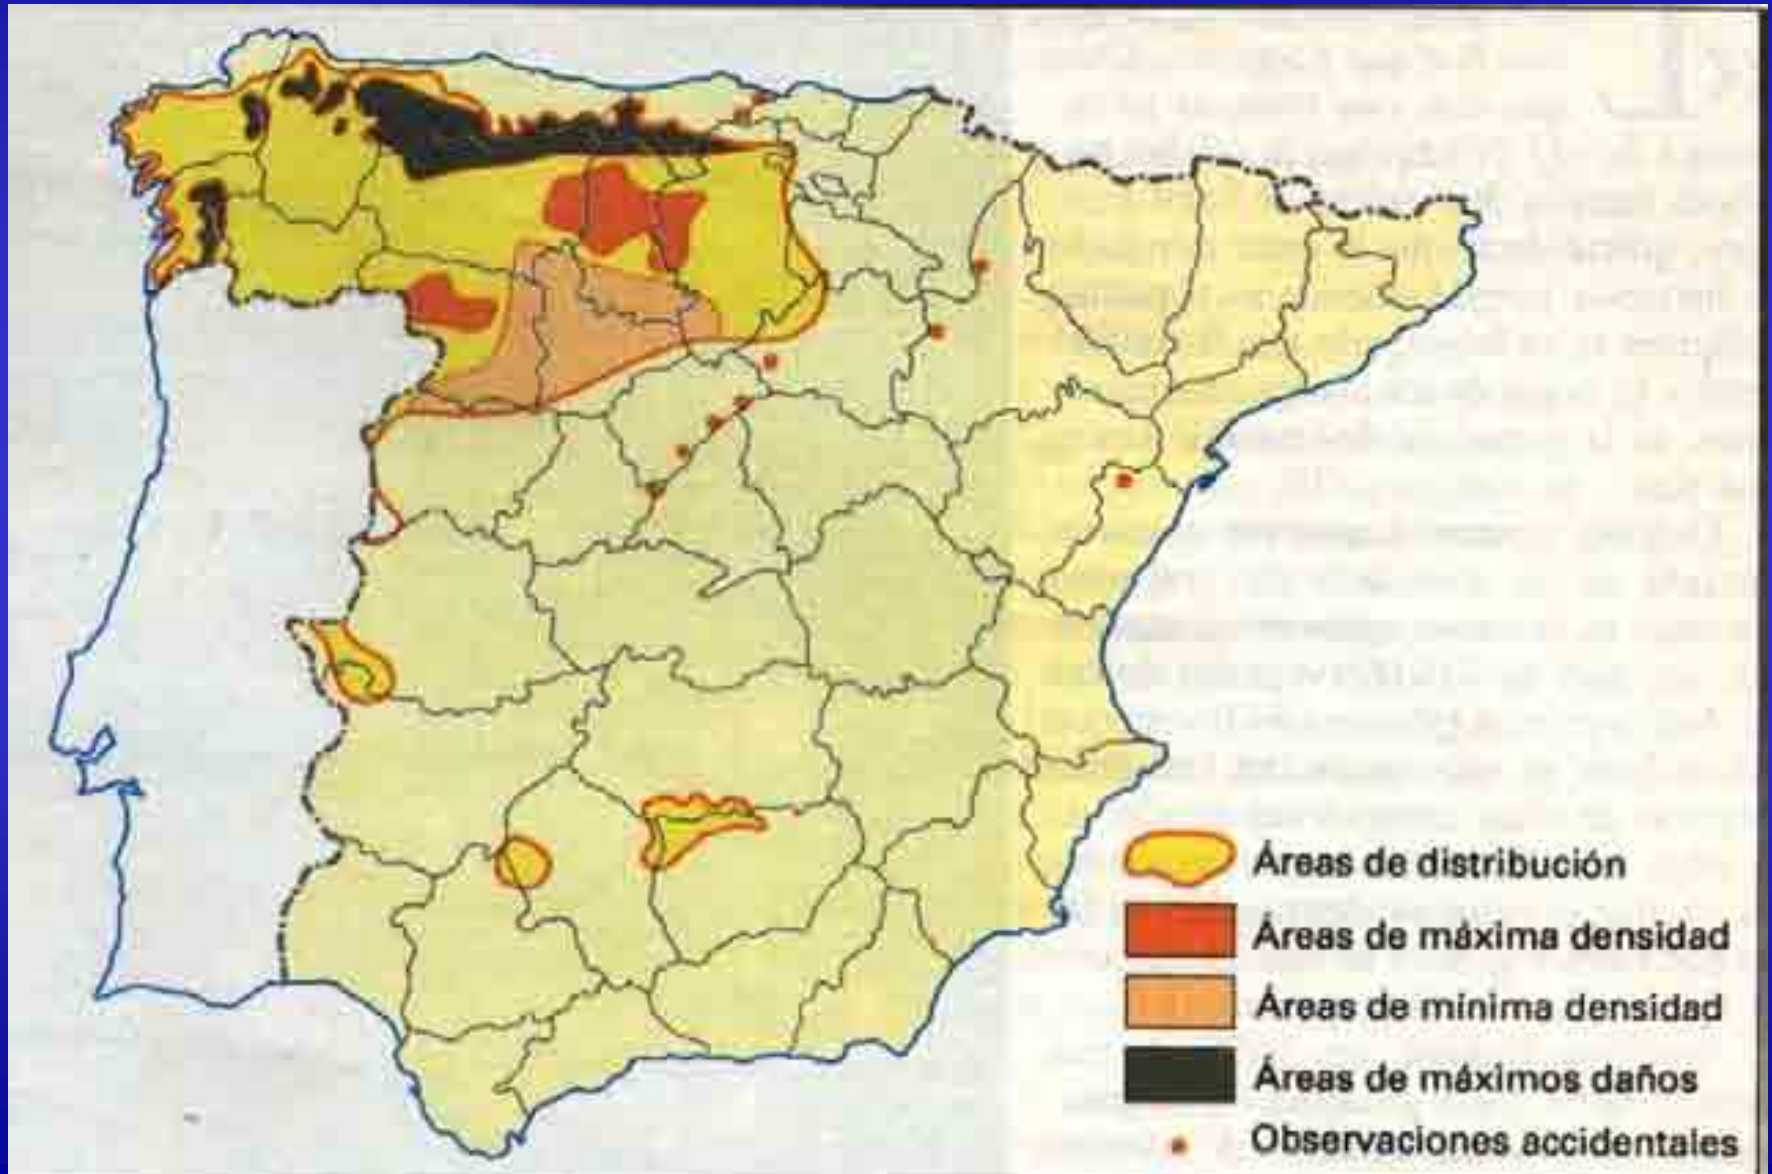 Áreas de distribución
Áreas de máxima densidad
Áreas de mínima densidad
Áreas de máximos daños
Observaciones accidentales